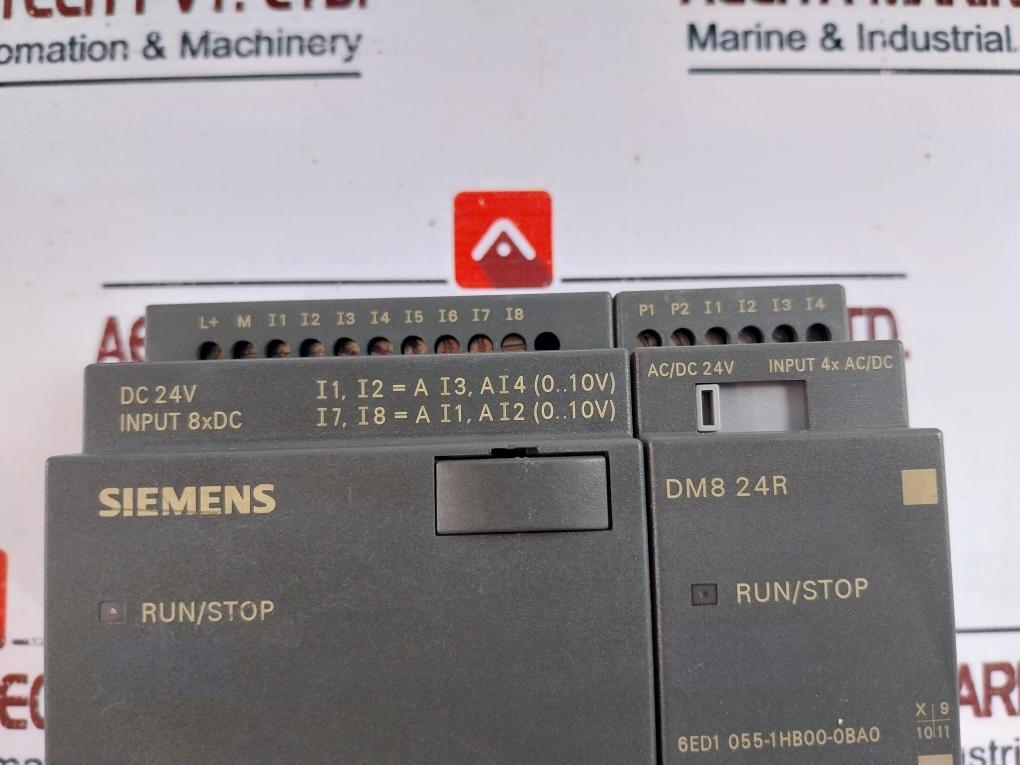 omation & Machinery
Marine & Industrial
L+ M I1 I2 I3 I4 I5 I6 I7 I8
P1 P2 I1 I2 I3 I4
DC 24V
INPUT 8xDC
I1, I2 = A I3, A I4 (0..10V)
I7, I8 = A I1, A I2 (0..10V)
AC/DC 24V INPUT 4x AC/DC
SIEMENS
DM8 24R
RUN/STOP
RUN/STOP
X 9
10 11
6ED1 055-1HB00-0BA0